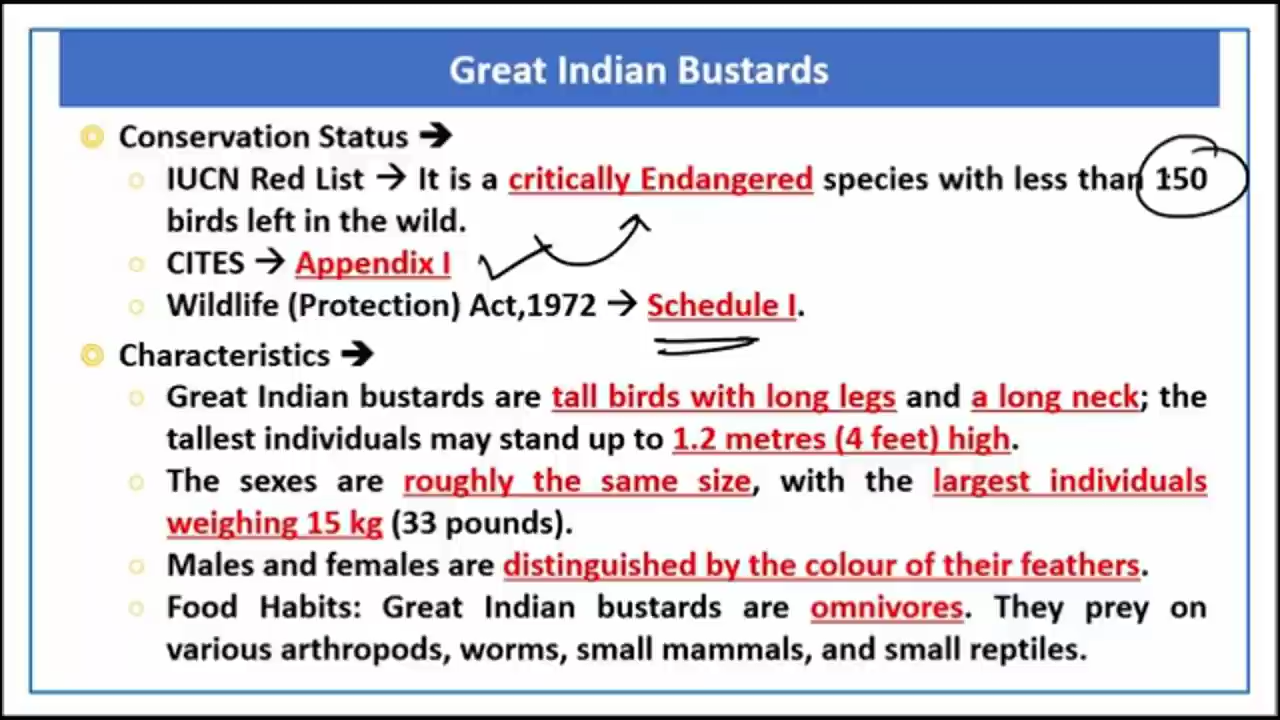 Great Indian Bustards
Conservation Status →
IUCN Red List → It is a critically Endangered species with less than 150
birds left in the wild.
CITES → Appendix I
Wildlife (Protection) Act,1972 → Schedule I.
Characteristics →
Great Indian bustards are tall birds with long legs and a long neck; the
tallest individuals may stand up to 1.2 metres (4 feet) high.
The sexes are roughly the same size, with the largest individuals
weighing 15 kg (33 pounds).
Males and females are distinguished by the colour of their feathers.
Food Habits: Great Indian bustards are omnivores. They prey on
various arthropods, worms, small mammals, and small reptiles.